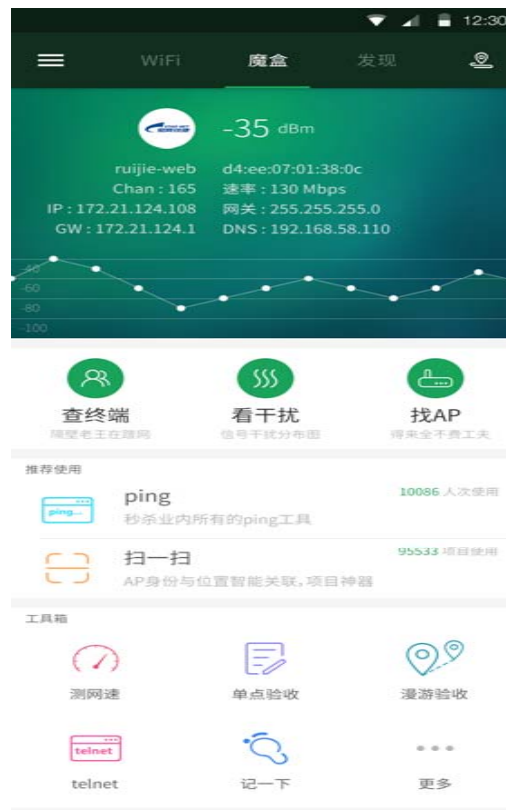 12:30
WiFi 魔盒 发现
-35 dBm
ruijie-web d4:ee:07:01:38:0c
Chan : 165 速率 : 130 Mbps
IP : 172.21.124.108 网关 : 255.255.255.0
GW : 172.21.124.1 DNS : 192.168.58.110
-40
-60
-80
-100
查终端 看干扰 找AP
隔壁老王在蹭网 信号干扰分布图 得来全不费工夫
推荐使用
ping... ping 10086 人次使用
秒杀业内所有的ping工具
扫一扫 95533 项目使用
AP身份与位置智能关联,项目神器
工具箱
测网速 单点验收 漫游验收
telnet
telnet 记一下 更多